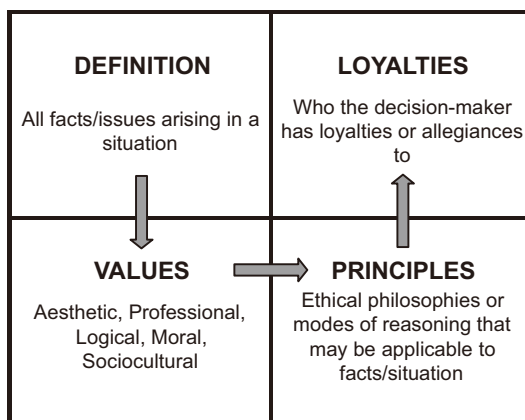 DEFINITION
All facts/issues arising in a
situation
LOYALTIES
Who the decision-maker
has loyalties or allegiances
to
VALUES
Aesthetic, Professional,
Logical, Moral,
Sociocultural
PRINCIPLES
Ethical philosophies or
modes of reasoning that
may be applicable to
facts/situation